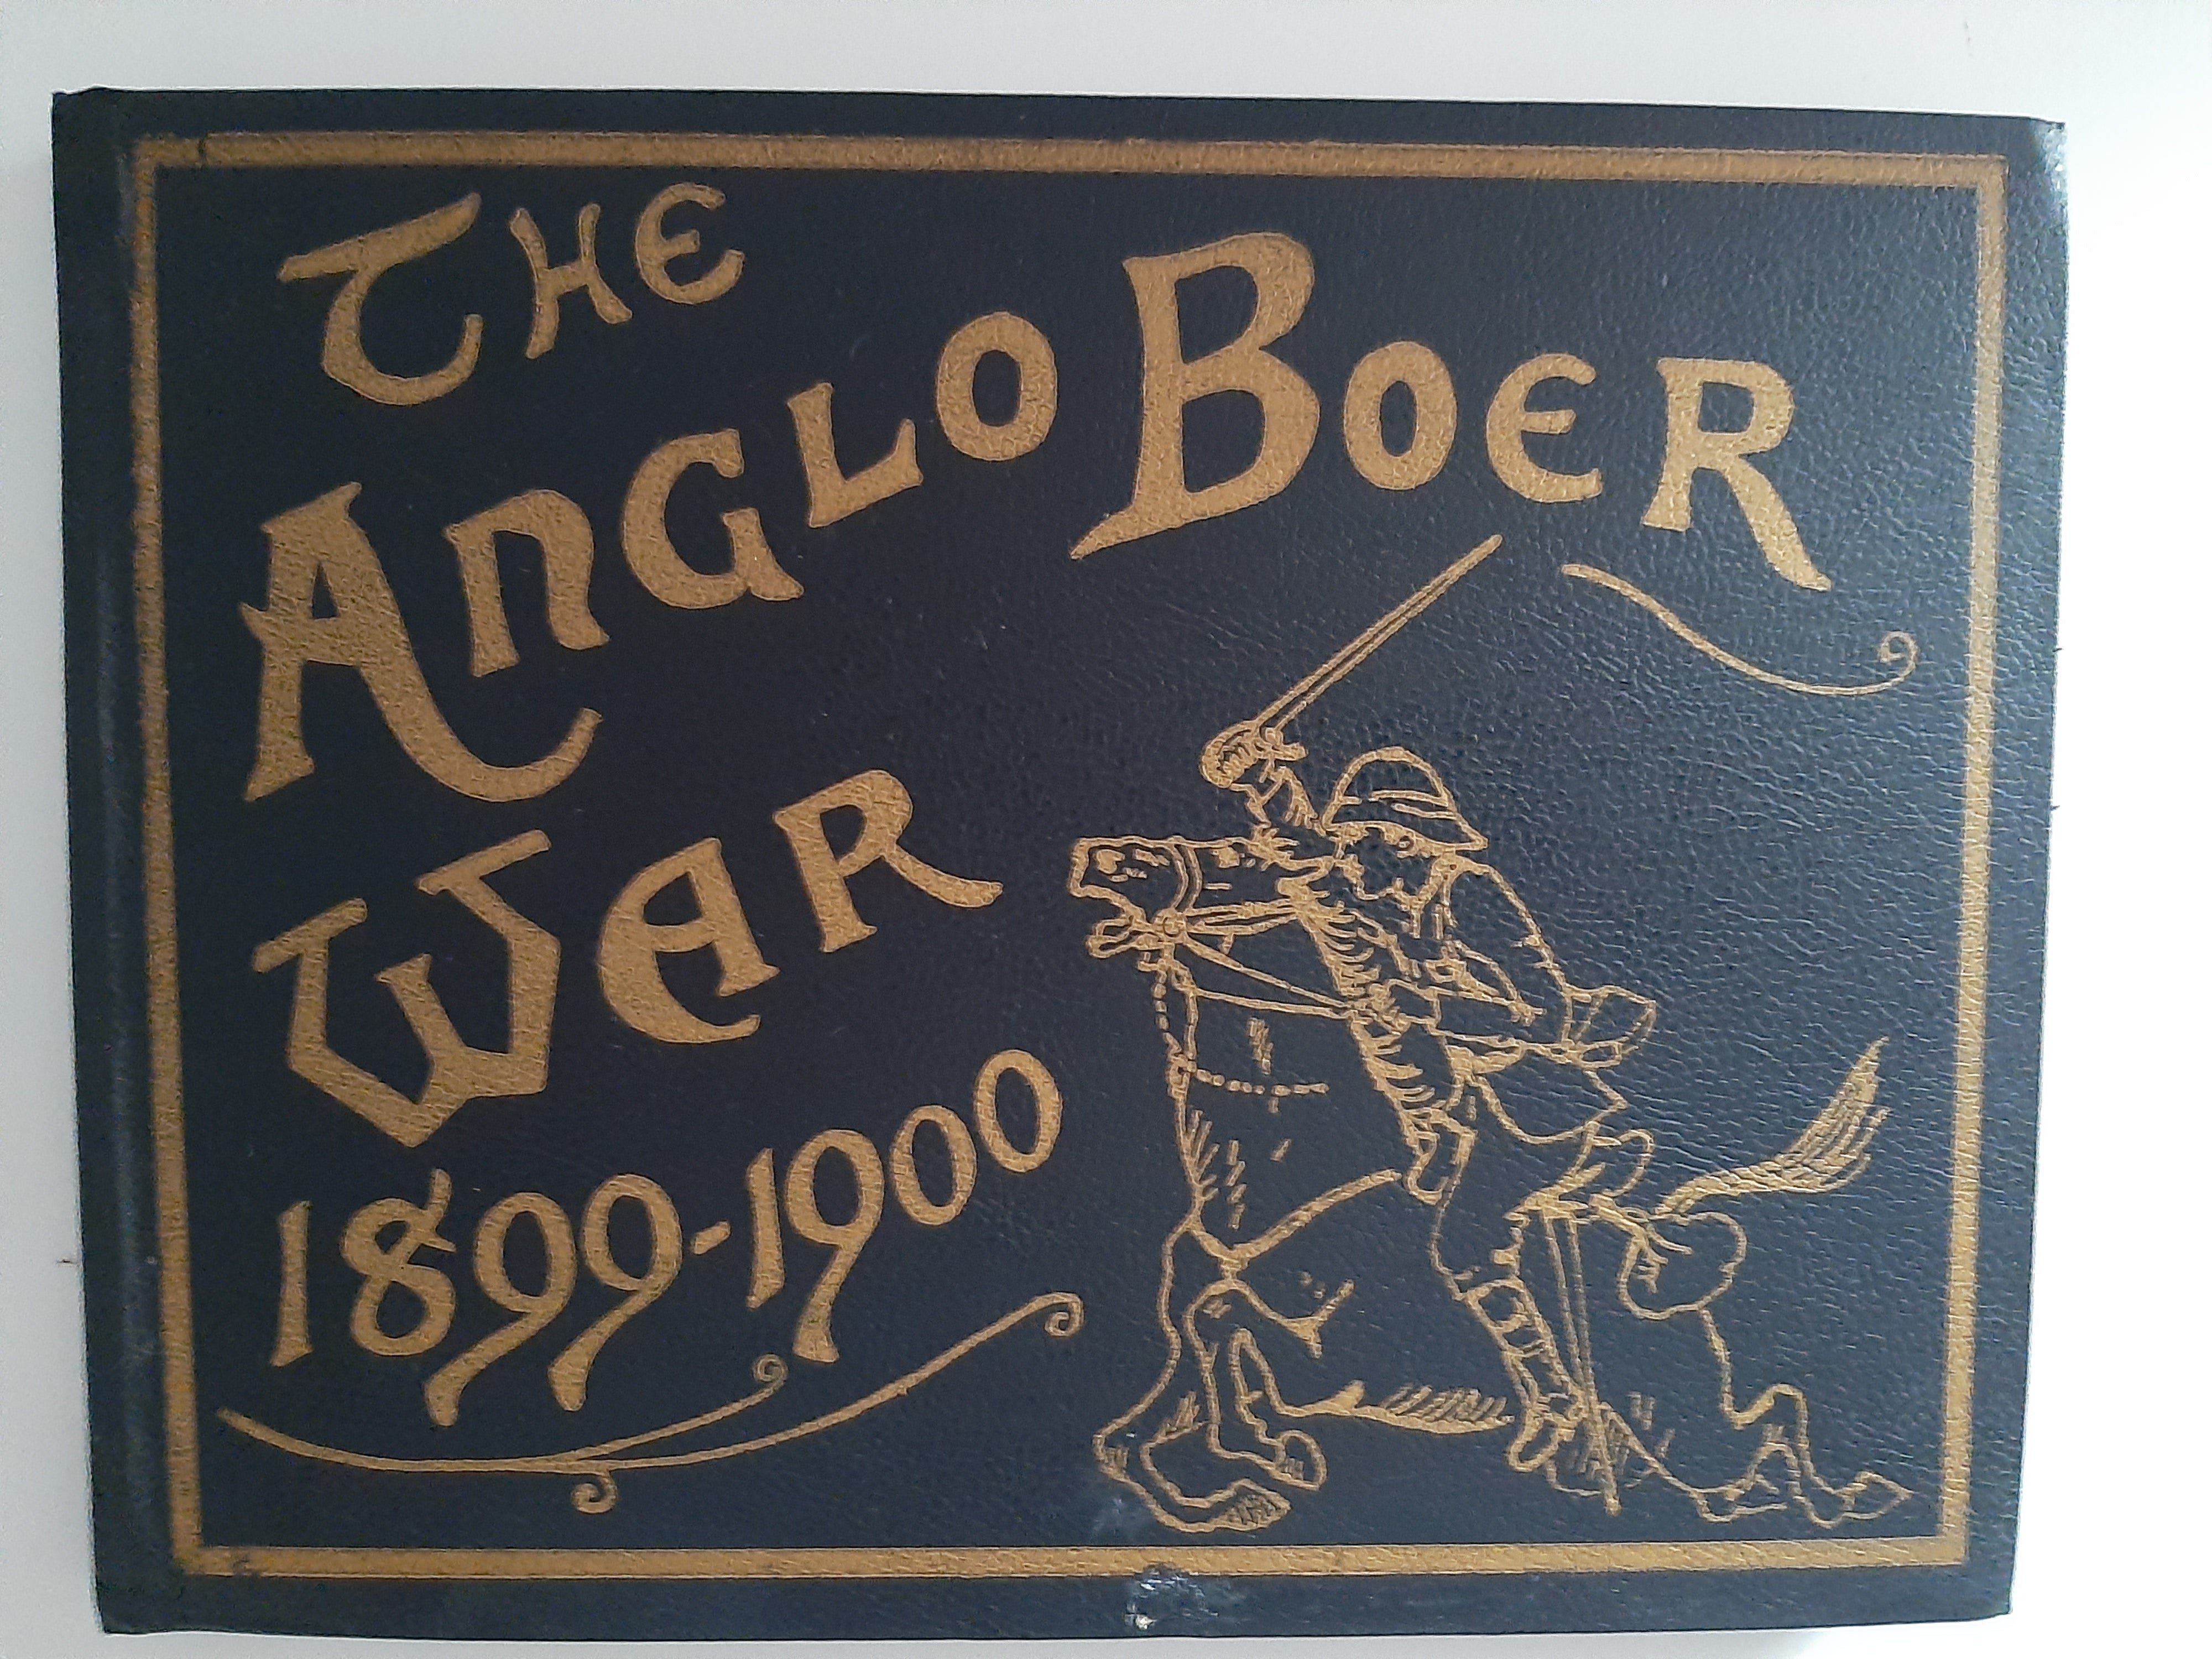 THE
ANGLO BOER
WAR
1899-1900